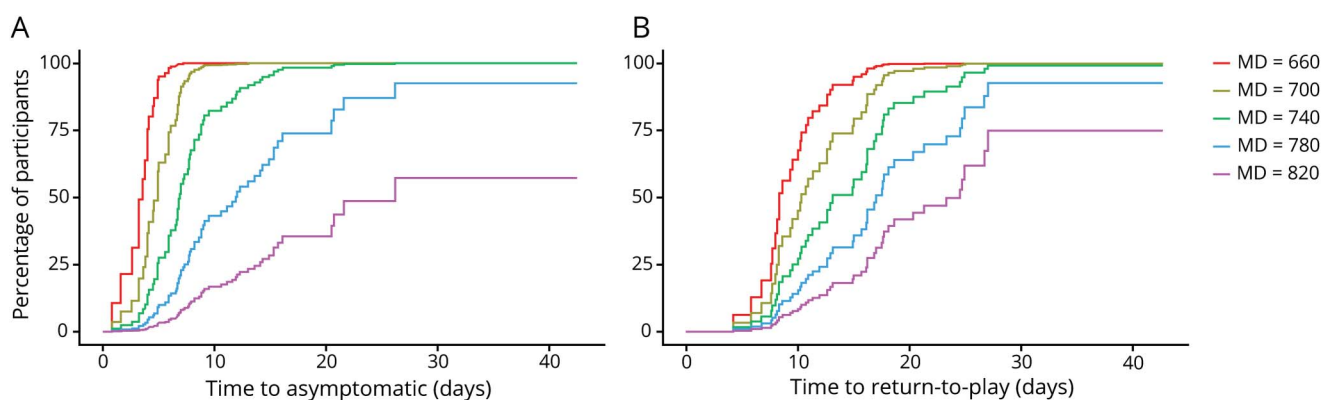 A
B
Percentage of participants
100
75
50
25
0
0 10 20 30 40
Time to asymptomatic (days)
100
75
50
25
0
0 10 20 30 40
Time to return-to-play (days)
MD = 660
MD = 700
MD = 740
MD = 780
MD = 820